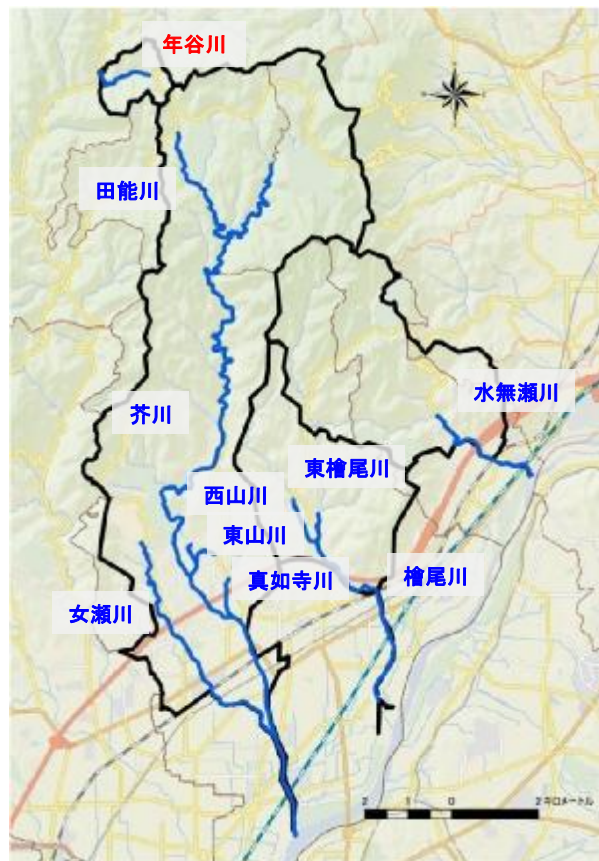 年谷川
田能川
水無瀬川
芥川
東檜尾川
西山川
東山川
真如寺川
檜尾川
女瀬川
2 1 0 2キロメートル